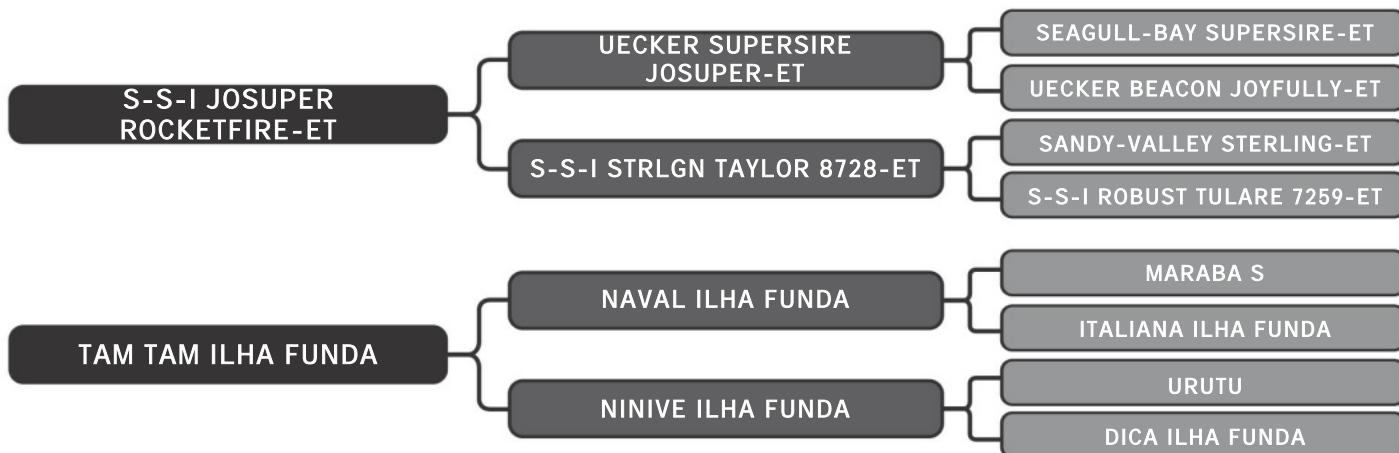 S-S-I JOSUPER
ROCKETFIRE-ET
UECKER SUPERSIRE
JOSUPER-ET
SEAGULL-BAY SUPERSIRE-ET
UECKER BEACON JOYFULLY-ET
S-S-I STRLGN TAYLOR 8728-ET
SANDY-VALLEY STERLING-ET
S-S-I ROBUST TULARE 7259-ET
TAM TAM ILHA FUNDA
NAVAL ILHA FUNDA
MARABA S
ITALIANA ILHA FUNDA
NINIVE ILHA FUNDA
URUTU
DICA ILHA FUNDA